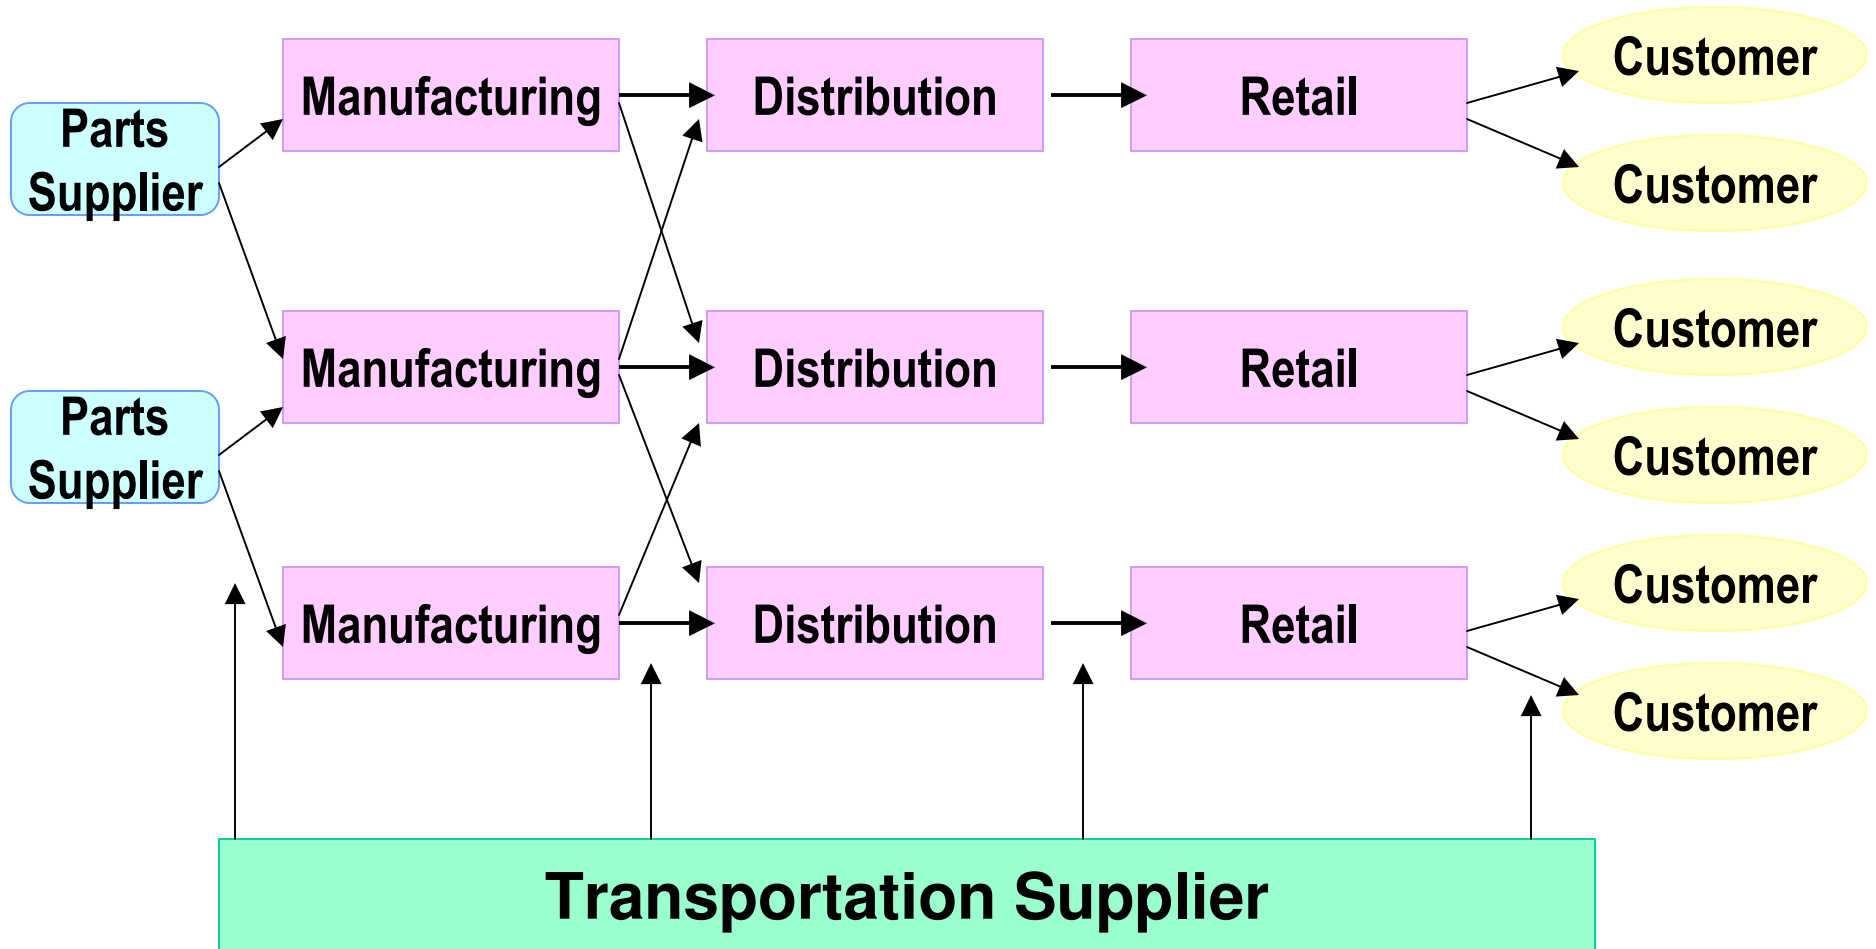 Parts
Supplier
Parts
Supplier
Manufacturing
Manufacturing
Manufacturing
Distribution
Distribution
Distribution
Retail
Retail
Retail
Customer
Customer
Customer
Customer
Customer
Customer
Transportation Supplier